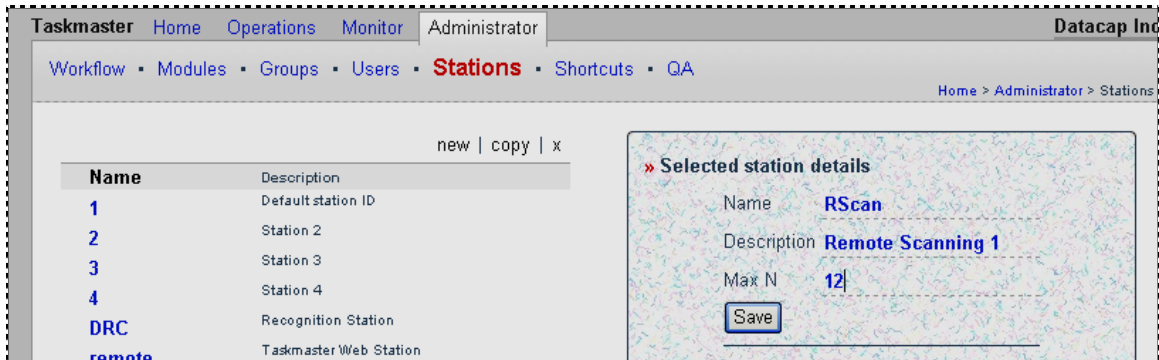 Taskmaster Home Operations Monitor Administrator Datacap Inc
Workflow ▪ Modules ▪ Groups ▪ Users ▪ Stations ▪ Shortcuts ▪ QA
Home > Administrator > Stations
new | copy | x
Name Description
1 Default station ID
2 Station 2
3 Station 3
4 Station 4
DRC Recognition Station
remote Taskmaster Web Station
» Selected station details
Name RScan
Description Remote Scanning 1
Max N 12
Save